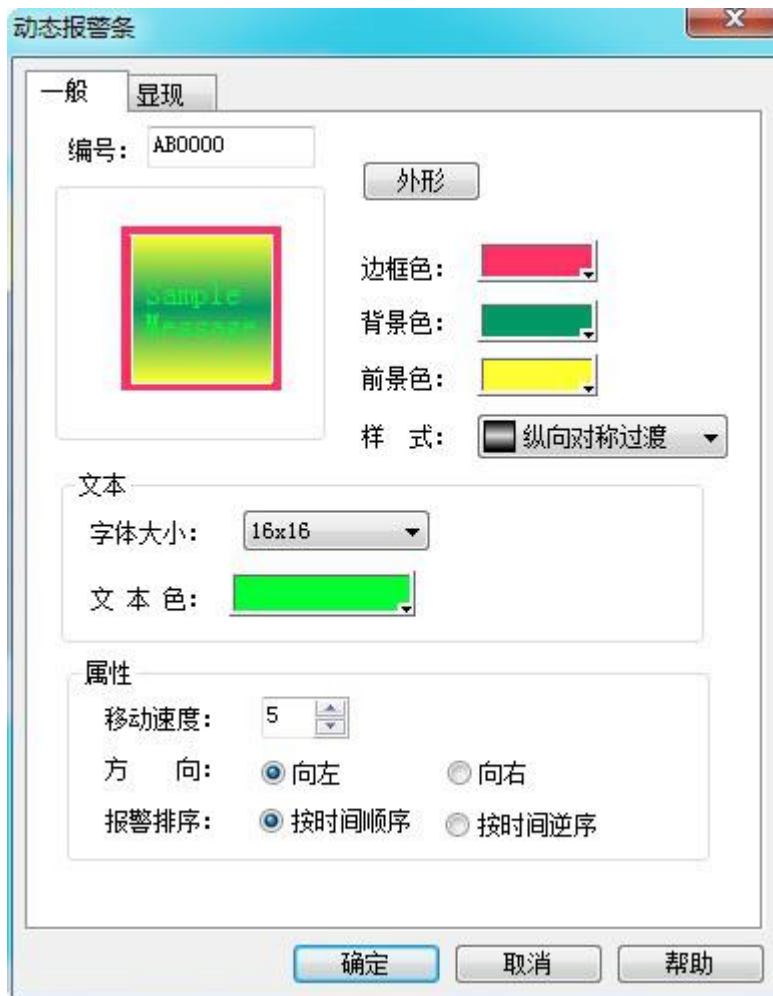 动态报警条
一般 显现
编号： AB0000
外形
Sample
Message
边框色：
背景色：
前景色：
样 式： 纵向对称过渡
文本
字体大小： 16x16
文 本 色：
属性
移动速度： 5
方 向： 向左 向右
报警排序： 按时间顺序 按时间逆序
确定 取消 帮助